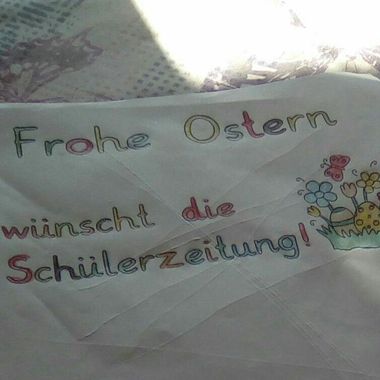 Frohe Ostern
wünscht die
Schülerzeitung!